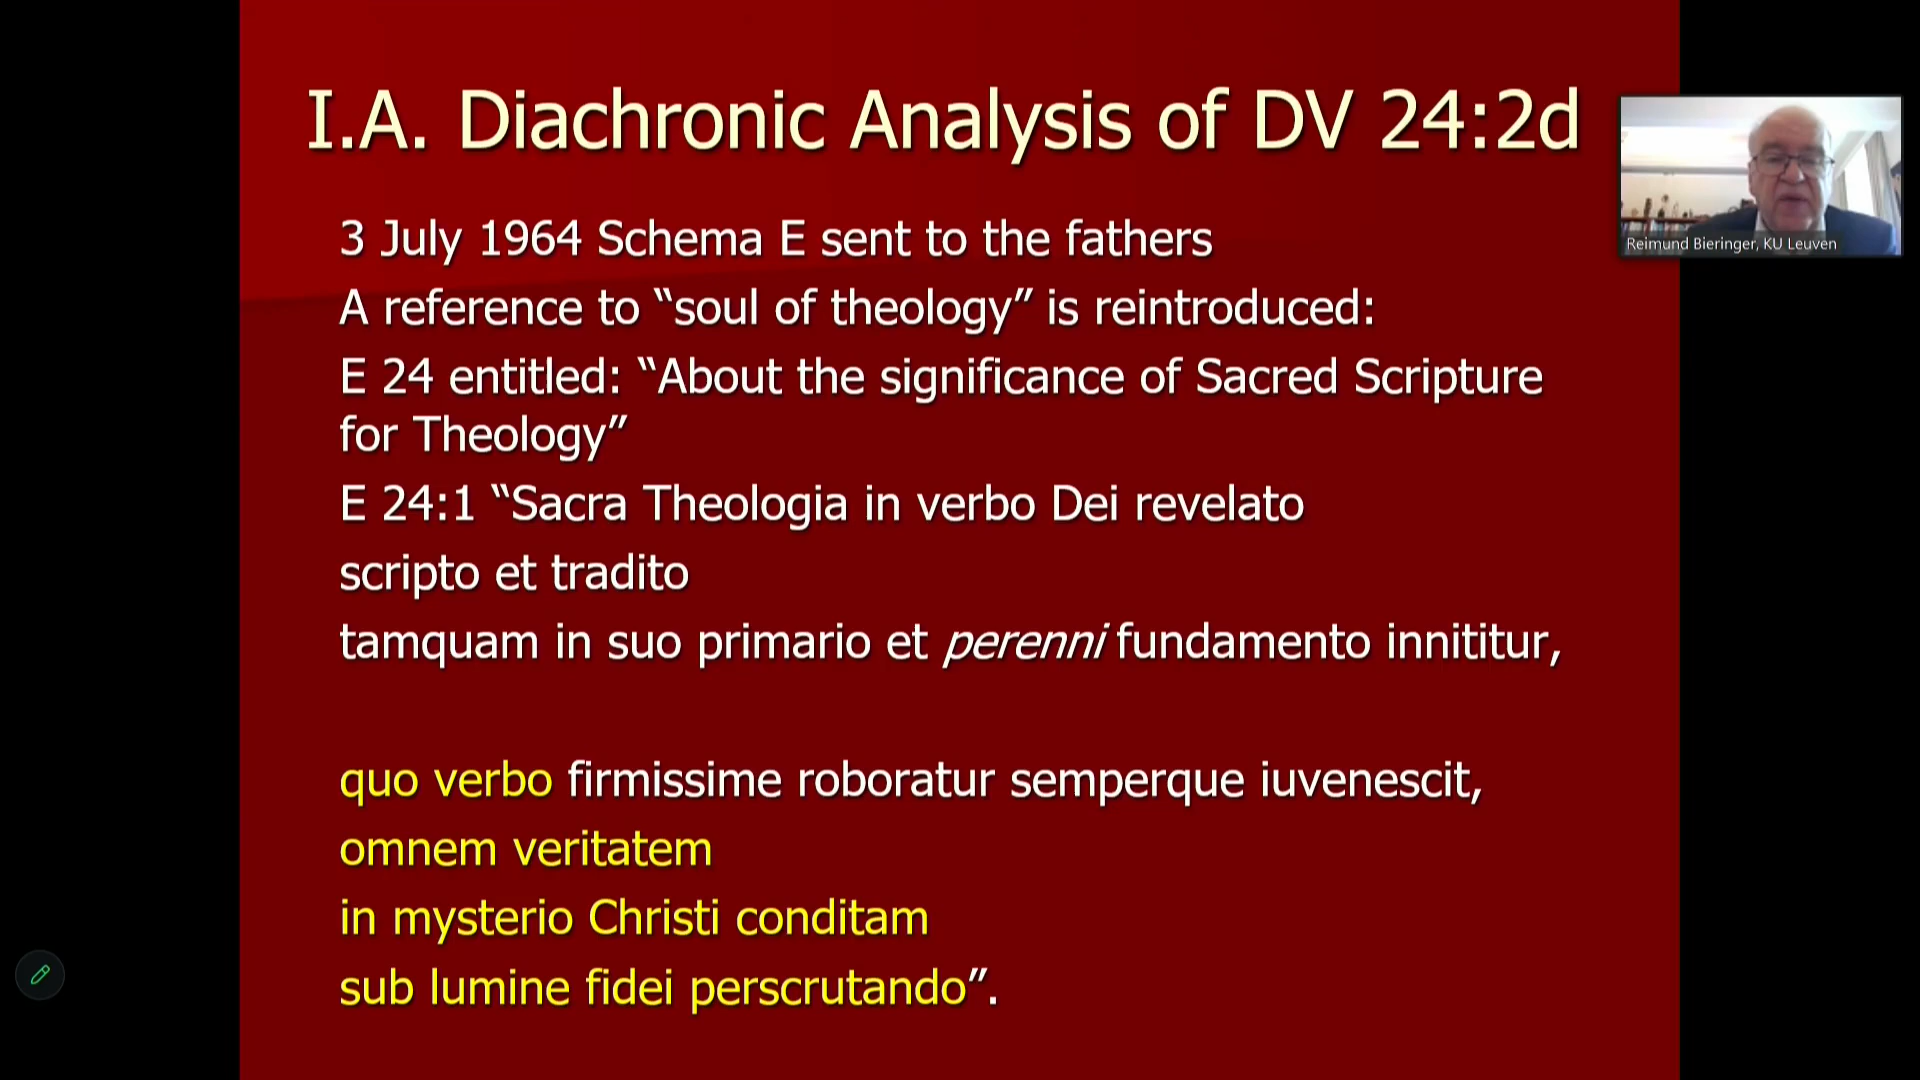 I.A. Diachronic Analysis of DV 24:2d
3 July 1964 Schema E sent to the fathers
A reference to “soul of theology” is reintroduced:
E 24 entitled: “About the significance of Sacred Scripture
for Theology”
E 24:1 “Sacra Theologia in verbo Dei revelato
scripto et tradito
tamquam in suo primario et perenni fundamento innititur,
quo verbo firmissime roboratur semperque iuvenescit,
omnem veritatem
in mysterio Christi conditam
sub lumine fidei perscrutando”.
Reimund Bieringer, KU Leuven